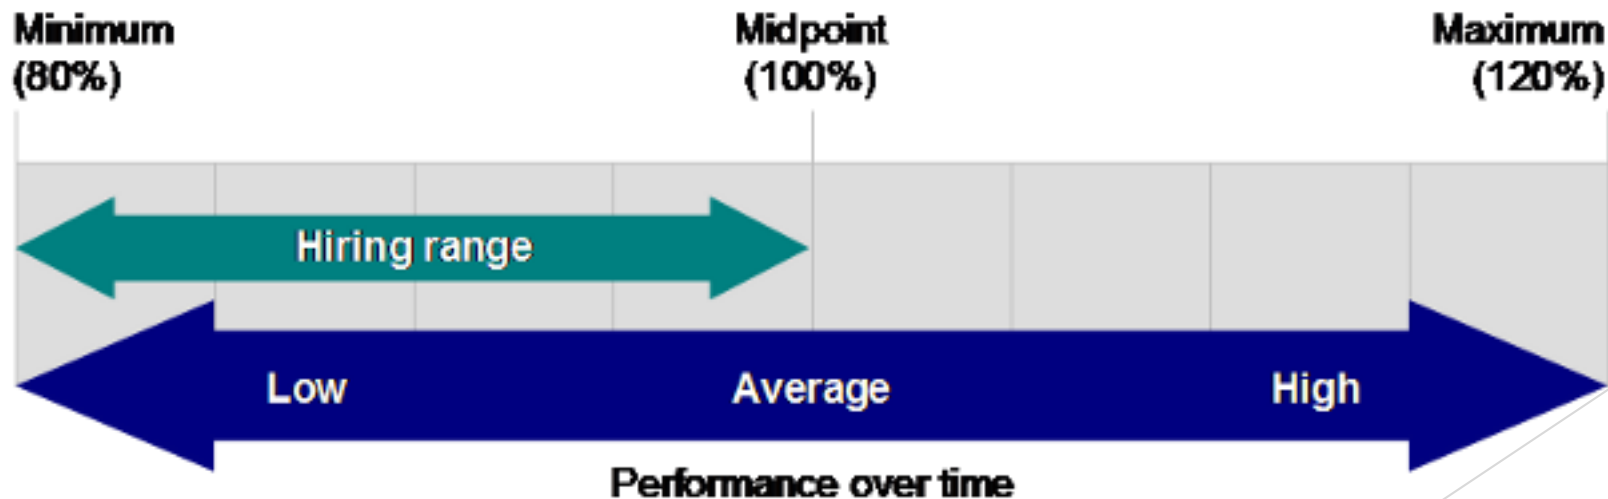 Minimum Midpoint Maximum
(80%) (100%) (120%)
Hiring range
Low Average High
Performance over time